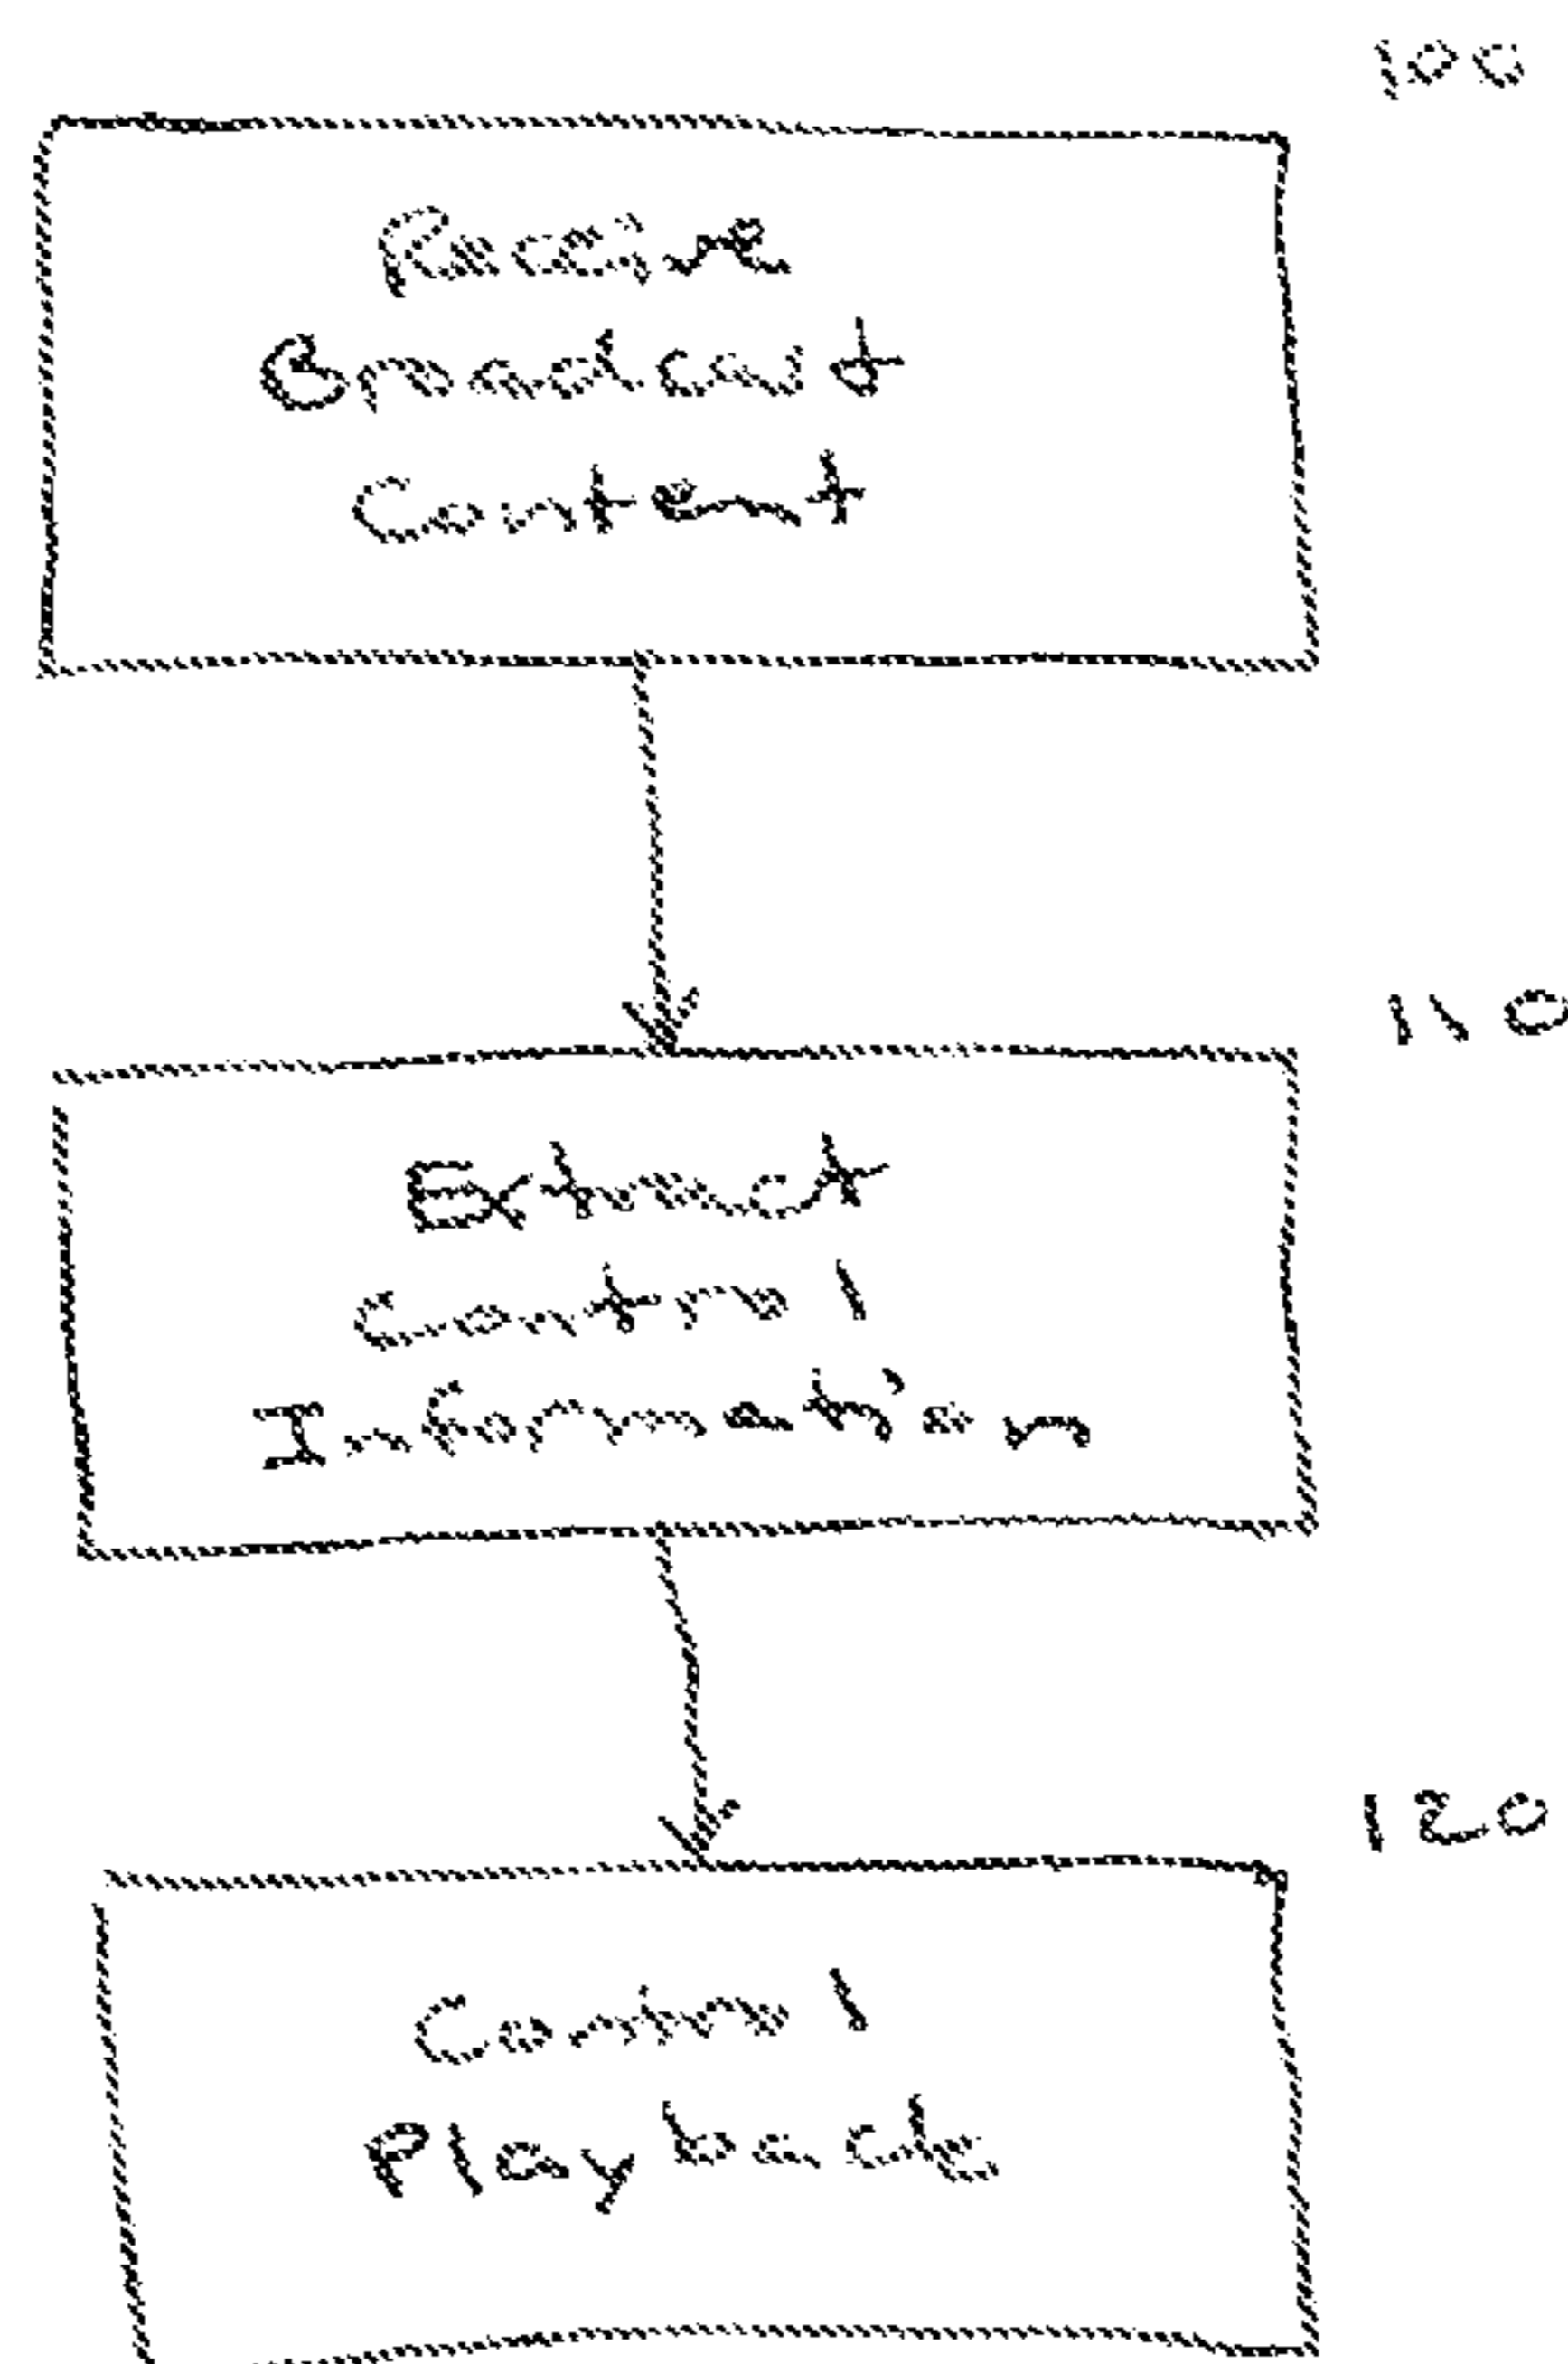 100
Receive
Broadcast
Content
110
Extract
Control
Information
120
Control
Playback